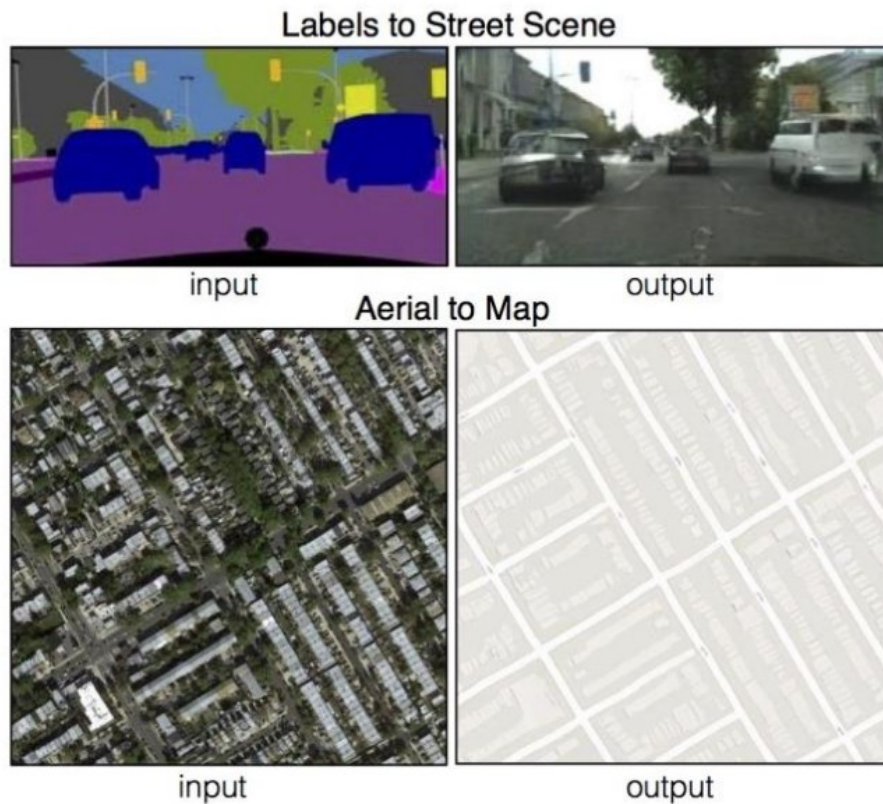 Labels to Street Scene
input
output
Aerial to Map
input
output